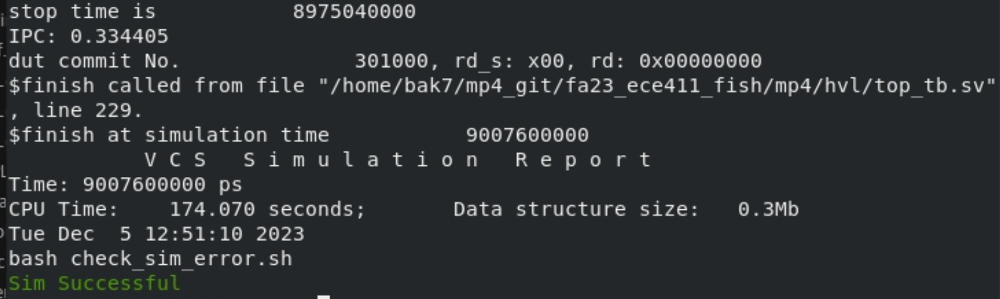 stop time is           8975040000
IPC: 0.334405
dut commit No.              301000, rd_s: x00, rd: 0x00000000
$finish called from file "/home/bak7/mp4_git/fa23_ece411_fish/mp4/hvl/top_tb.sv"
, line 229.
$finish at simulation time           9007600000
           V C S   S i m u l a t i o n   R e p o r t
Time: 9007600000 ps
CPU Time:    174.070 seconds;       Data structure size:   0.3Mb
Tue Dec  5 12:51:10 2023
bash check_sim_error.sh
Sim Successful